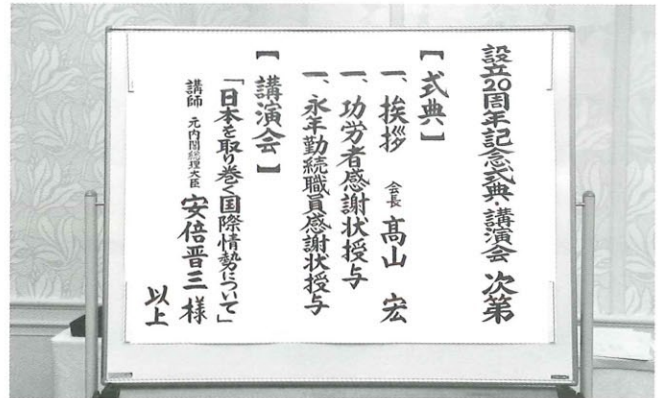 設立20周年記念式典・講演会 次第
【式典】
一、挨拶 会長 髙山 宏
一、功労者感謝状授与
一、永年勤続職員感謝状授与
【講演会】
「日本を取り巻く国際情勢について」
講師 元内閣総理大臣 安倍晋三 様
以上